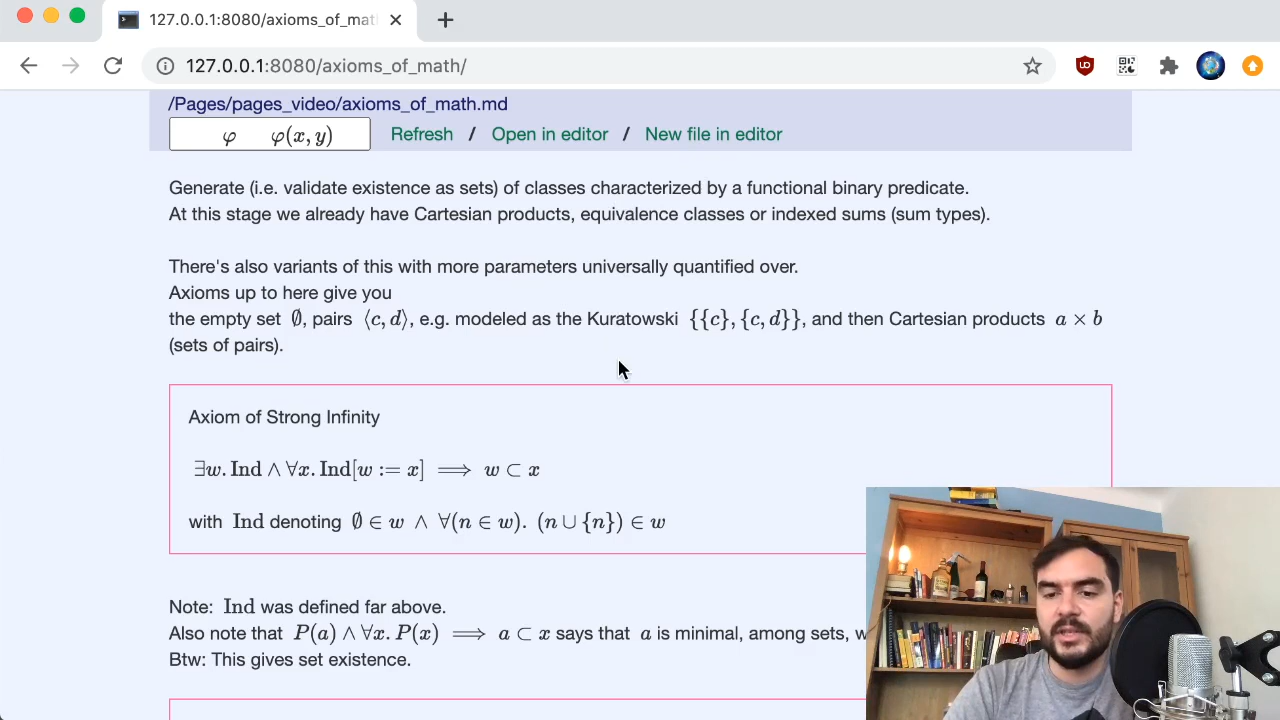 127.0.0.1:8080/axioms_of_mat
127.0.0.1:8080/axioms_of_math/
/Pages/pages_video/axioms_of_math.md
φ φ(x, y) Refresh / Open in editor / New file in editor
Generate (i.e. validate existence as sets) of classes characterized by a functional binary predicate.
At this stage we already have Cartesian products, equivalence classes or indexed sums (sum types).
There's also variants of this with more parameters universally quantified over.
Axioms up to here give you
the empty set ∅, pairs ⟨c, d⟩, e.g. modeled as the Kuratowski {{c}, {c, d}}, and then Cartesian products a × b
(sets of pairs).
Axiom of Strong Infinity
∃w. Ind ∧ ∀x. Ind[w := x] ⟹ w ⊂ x
with Ind denoting ∅ ∈ w ∧ ∀(n ∈ w). (n ∪ {n}) ∈ w
Note: Ind was defined far above.
Also note that P(a) ∧ ∀x. P(x) ⟹ a ⊂ x says that a is minimal, among sets, w
Btw: This gives set existence.